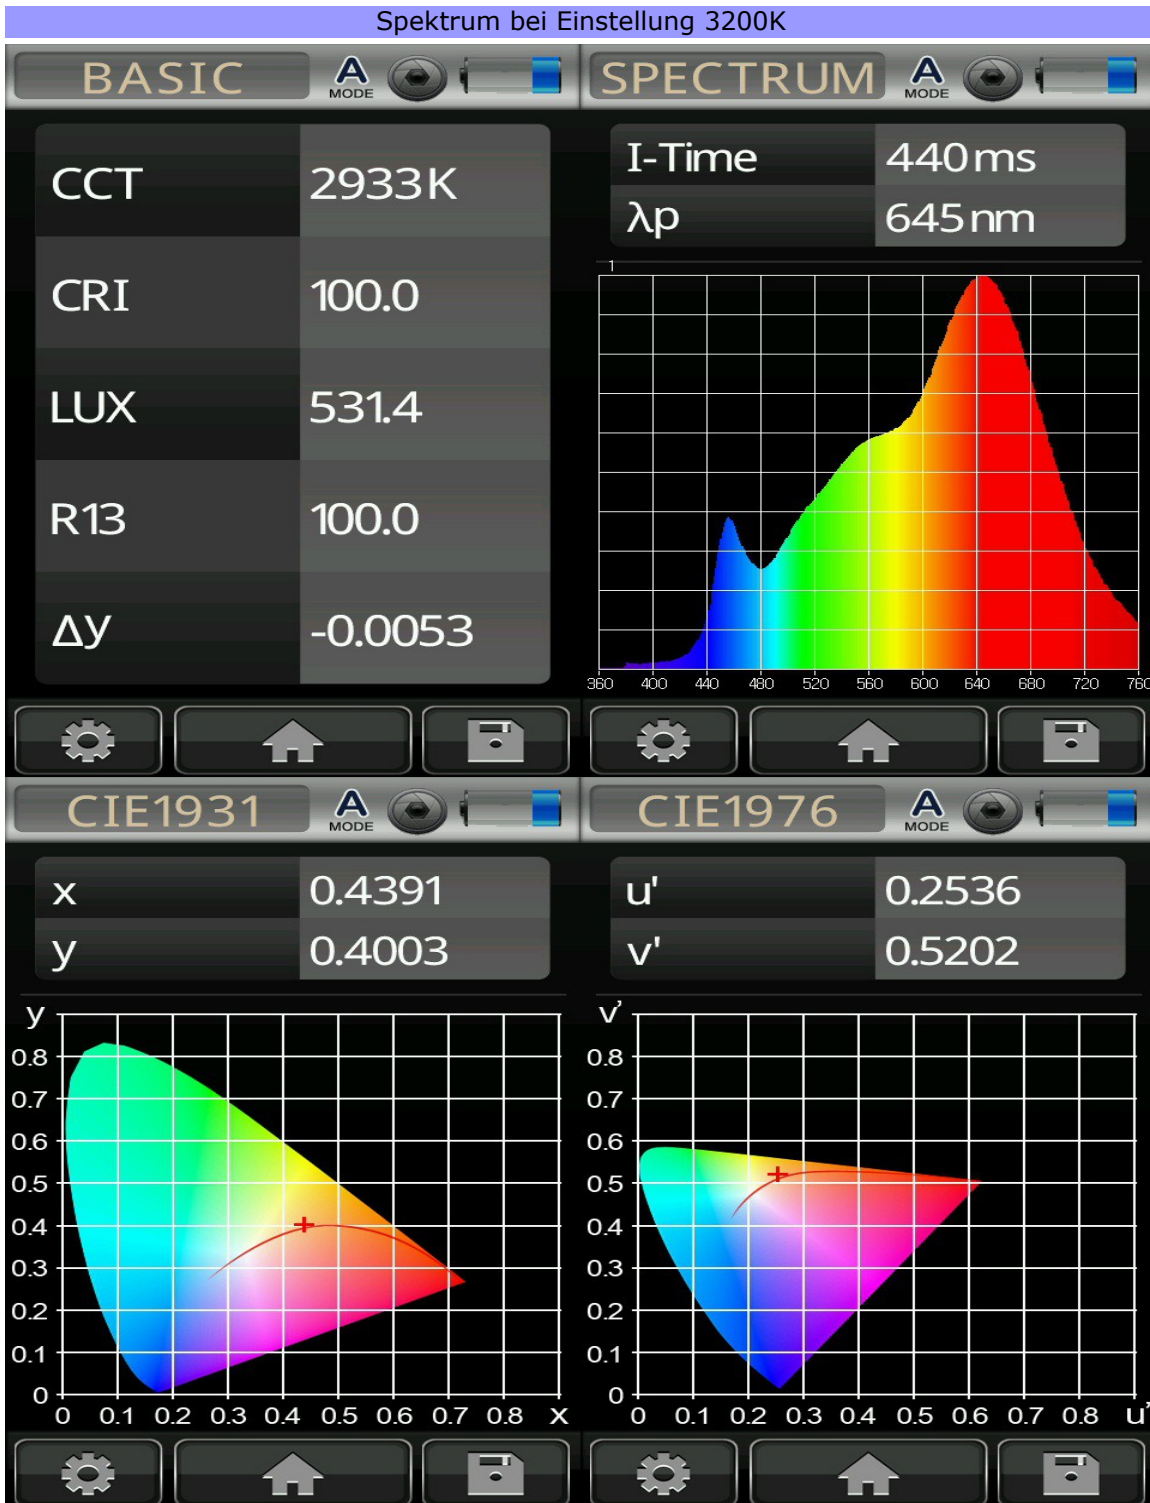 Spektrum bei Einstellung 3200K
BASIC
A
MODE
CCT 2933K
CRI 100.0
LUX 531.4
R13 100.0
Δy -0.0053
SPECTRUM
A
MODE
I-Time 440ms
λp 645nm
1
360 400 440 480 520 560 600 640 680 720 760
CIE1931
A
MODE
x 0.4391
y 0.4003
y
0.8
0.7
0.6
0.5
0.4
0.3
0.2
0.1
0
0 0.1 0.2 0.3 0.4 0.5 0.6 0.7 0.8 x
CIE1976
A
MODE
u' 0.2536
v' 0.5202
v'
0.8
0.7
0.6
0.5
0.4
0.3
0.2
0.1
0
0 0.1 0.2 0.3 0.4 0.5 0.6 0.7 0.8 u'